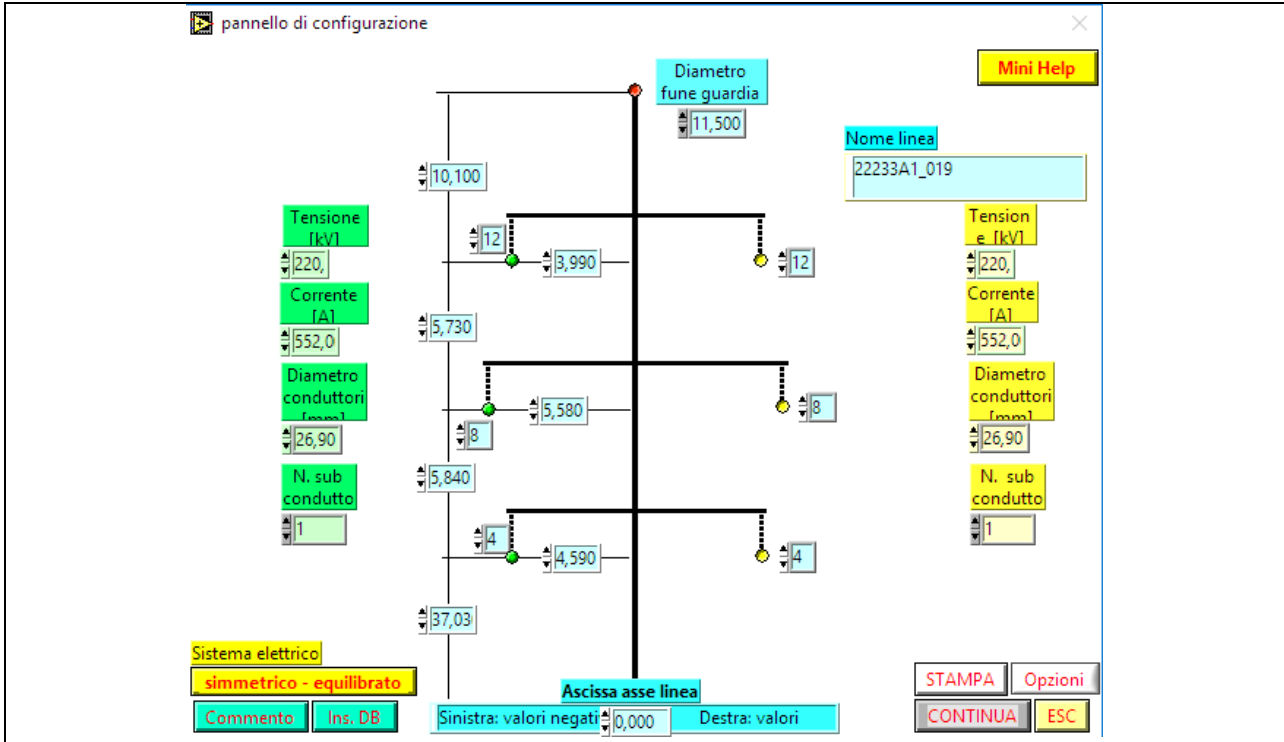 pannello di configurazione
Mini Help
Diametro
fune guardia
11,500
Nome linea
22233A1_019
10,100
Tensione
[kV]
220,
12
3,990
12
Tension
e [kV]
220,
Corrente
[A]
552,0
5,730
Corrente
[A]
552,0
Diametro
conduttori
[mm]
26,90
5,580
8
8
Diametro
conduttori
[mm]
26,90
N. sub
condutto
1
5,840
4
4,590
4
N. sub
condutto
1
37,03
Sistema elettrico
simmetrico - equilibrato
Commento
Ins. DB
Ascissa asse linea
Sinistra: valori negati
0,000
Destra: valori
STAMPA
Opzioni
CONTINUA
ESC